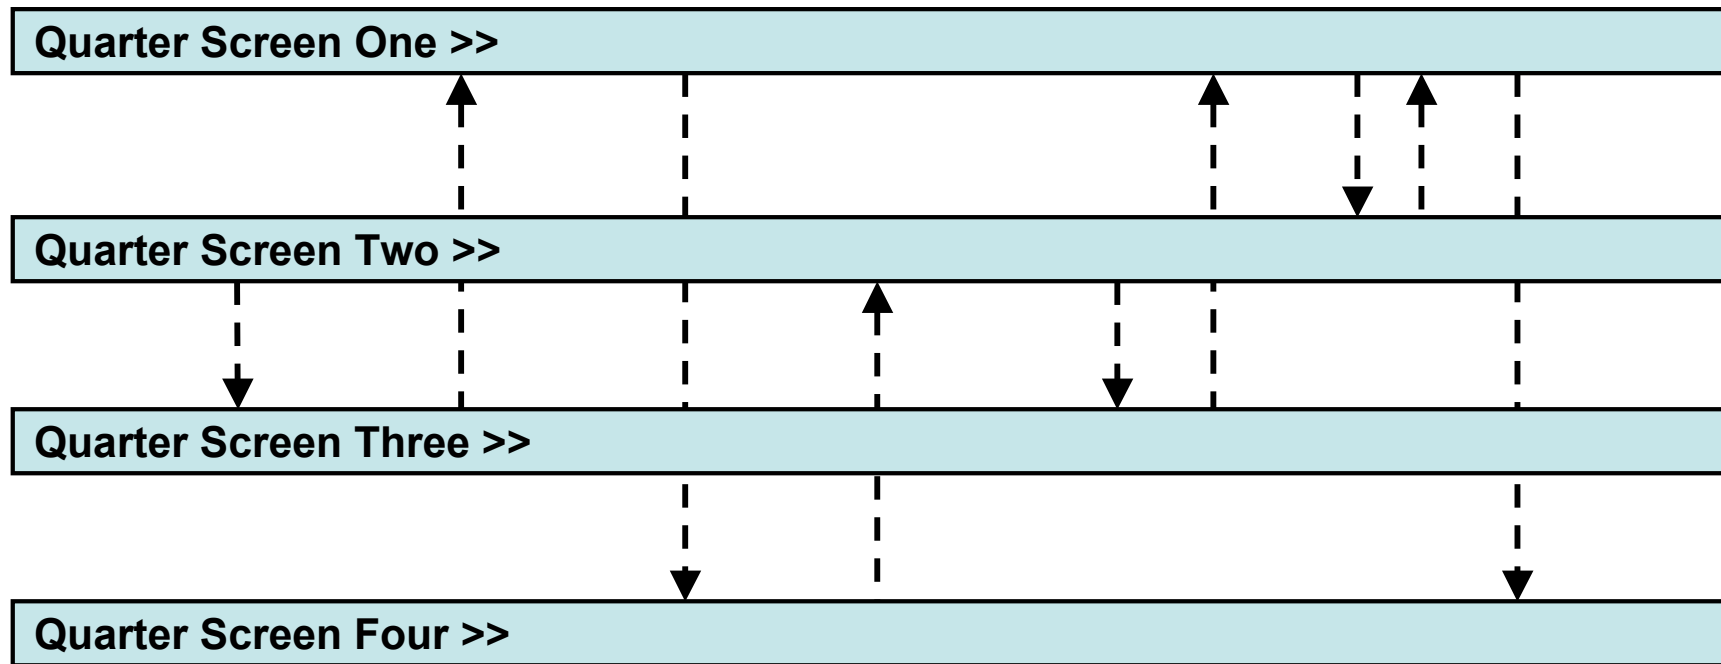 Quarter Screen One >>
Quarter Screen Two >>
Quarter Screen Three >>
Quarter Screen Four >>